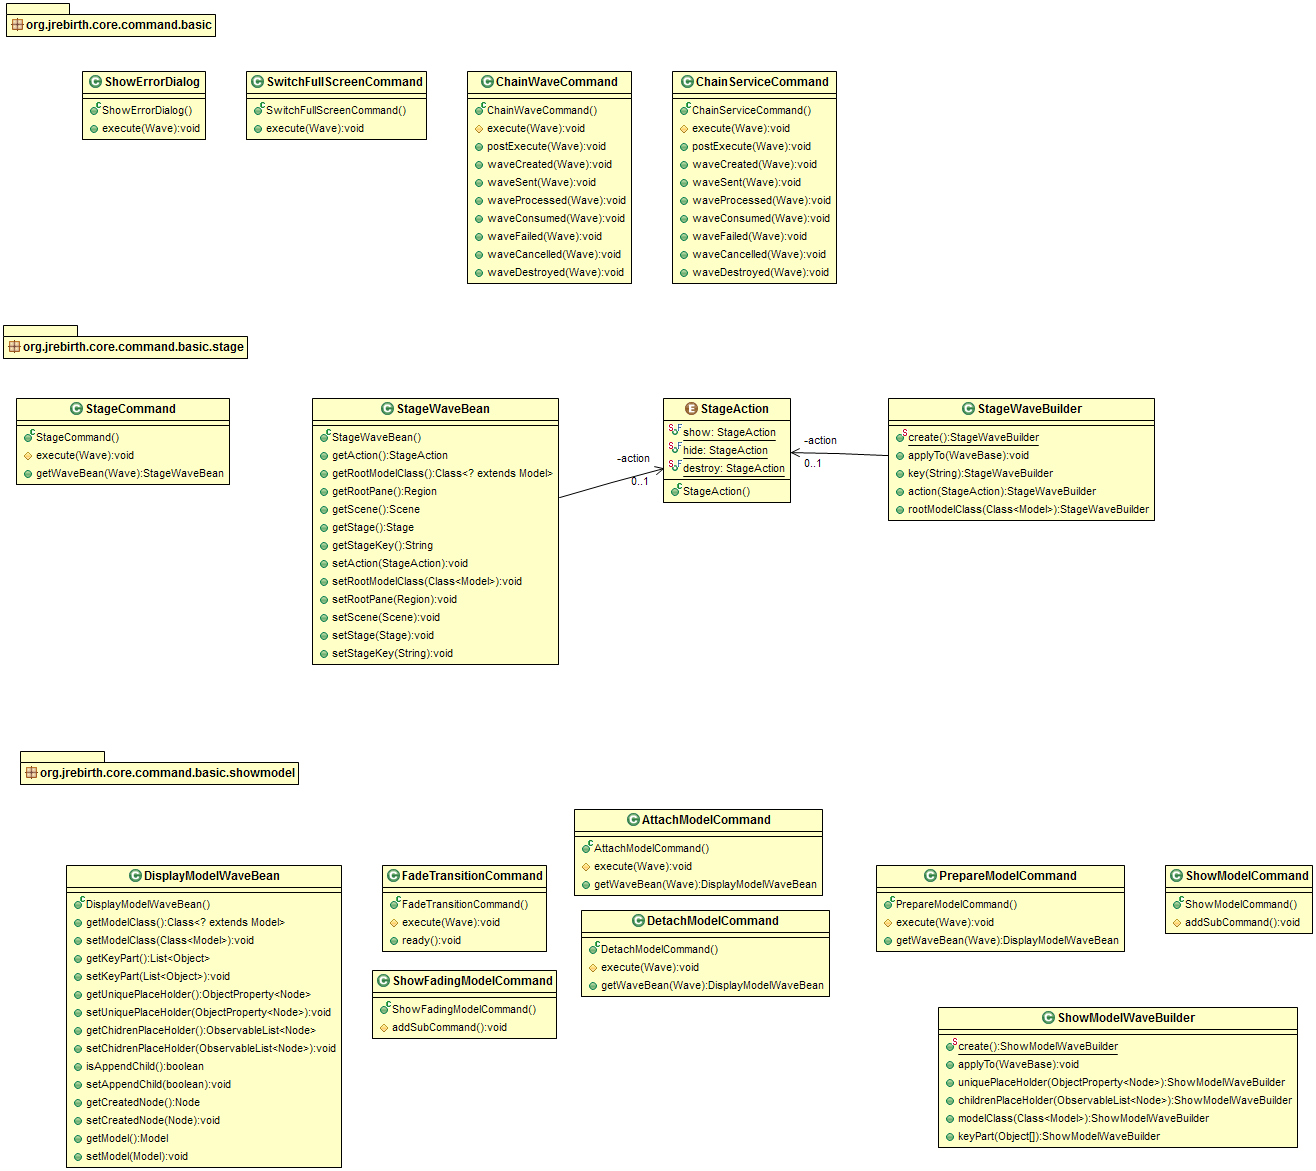 org.jrebirth.core.command.basic
ShowErrorDialog
ShowErrorDialog()
execute(Wave):void
SwitchFullScreenCommand
SwitchFullScreenCommand()
execute(Wave):void
ChainWaveCommand
ChainWaveCommand()
execute(Wave):void
postExecute(Wave):void
waveCreated(Wave):void
waveSent(Wave):void
waveProcessed(Wave):void
waveConsumed(Wave):void
waveFailed(Wave):void
waveCancelled(Wave):void
waveDestroyed(Wave):void
ChainServiceCommand
ChainServiceCommand()
execute(Wave):void
postExecute(Wave):void
waveCreated(Wave):void
waveSent(Wave):void
waveProcessed(Wave):void
waveConsumed(Wave):void
waveFailed(Wave):void
waveCancelled(Wave):void
waveDestroyed(Wave):void
org.jrebirth.core.command.basic.stage
StageCommand
StageCommand()
execute(Wave):void
getWaveBean(Wave):StageWaveBean
StageWaveBean
StageWaveBean()
getAction():StageAction
getRootModelClass():Class<? extends Model>
getRootPane():Region
getScene():Scene
getStage():Stage
getStageKey():String
setAction(StageAction):void
setRootModelClass(Class<Model>):void
setRootPane(Region):void
setScene(Scene):void
setStage(Stage):void
setStageKey(String):void
-action
0..1
StageAction
show: StageAction
hide: StageAction
destroy: StageAction
StageAction()
-action
0..1
StageWaveBuilder
create():StageWaveBuilder
applyTo(WaveBase):void
key(String):StageWaveBuilder
action(StageAction):StageWaveBuilder
rootModelClass(Class<Model>):StageWaveBuilder
org.jrebirth.core.command.basic.showmodel
DisplayModelWaveBean
DisplayModelWaveBean()
getModelClass():Class<? extends Model>
setModelClass(Class<Model>):void
getKeyPart():List<Object>
setKeyPart(List<Object>):void
getUniquePlaceHolder():ObjectProperty<Node>
setUniquePlaceHolder(ObjectProperty<Node>):void
getChidrenPlaceHolder():ObservableList<Node>
setChidrenPlaceHolder(ObservableList<Node>):void
isAppendChild():boolean
setAppendChild(boolean):void
getCreatedNode():Node
setCreatedNode(Node):void
getModel():Model
setModel(Model):void
FadeTransitionCommand
FadeTransitionCommand()
execute(Wave):void
ready():void
ShowFadingModelCommand
ShowFadingModelCommand()
addSubCommand():void
AttachModelCommand
AttachModelCommand()
execute(Wave):void
getWaveBean(Wave):DisplayModelWaveBean
DetachModelCommand
DetachModelCommand()
execute(Wave):void
getWaveBean(Wave):DisplayModelWaveBean
PrepareModelCommand
PrepareModelCommand()
execute(Wave):void
getWaveBean(Wave):DisplayModelWaveBean
ShowModelCommand
ShowModelCommand()
addSubCommand():void
ShowModelWaveBuilder
create():ShowModelWaveBuilder
applyTo(WaveBase):void
uniquePlaceHolder(ObjectProperty<Node>):ShowModelWaveBuilder
childrenPlaceHolder(ObservableList<Node>):ShowModelWaveBuilder
modelClass(Class<Model>):ShowModelWaveBuilder
keyPart(Object[]):ShowModelWaveBuilder